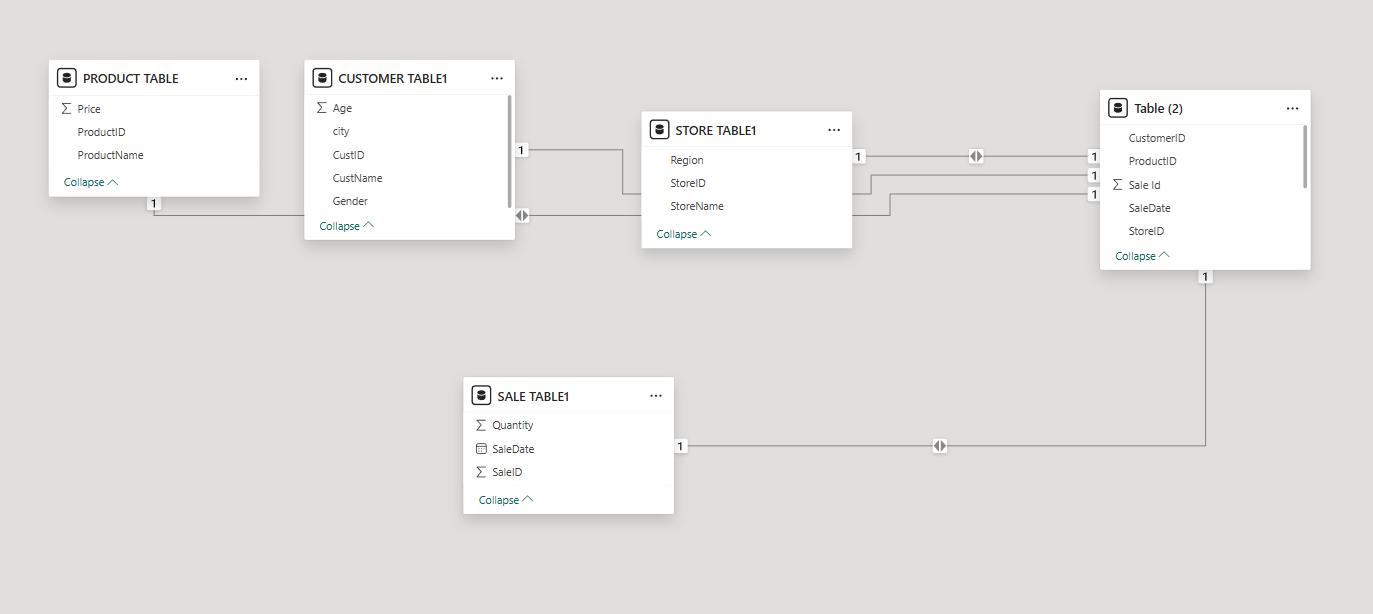 PRODUCT TABLE
Price
ProductID
ProductName
Collapse
1
CUSTOMER TABLE1
Age
city
CustID
CustName
Gender
Collapse
1
STORE TABLE1
Region
StoreID
StoreName
Collapse
1
Table (2)
CustomerID
ProductID
Sale Id
SaleDate
StoreID
Collapse
1
1
1
1
SALE TABLE1
Quantity
SaleDate
SaleID
Collapse
1